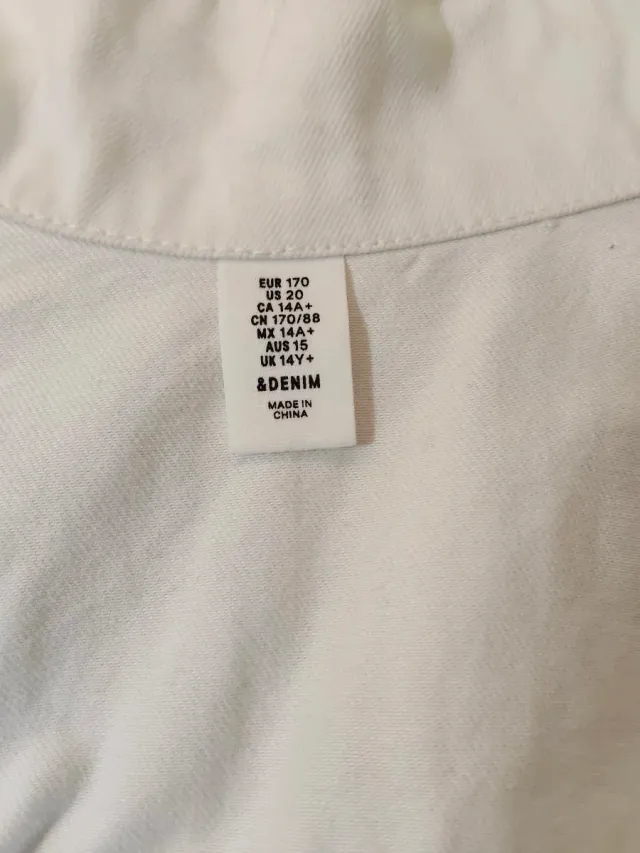 EUR 170
US 20
CA 14A+
CN 170/88
MX 14A+
AUS 15
UK 14Y+
&DENIM
MADE IN
CHINA